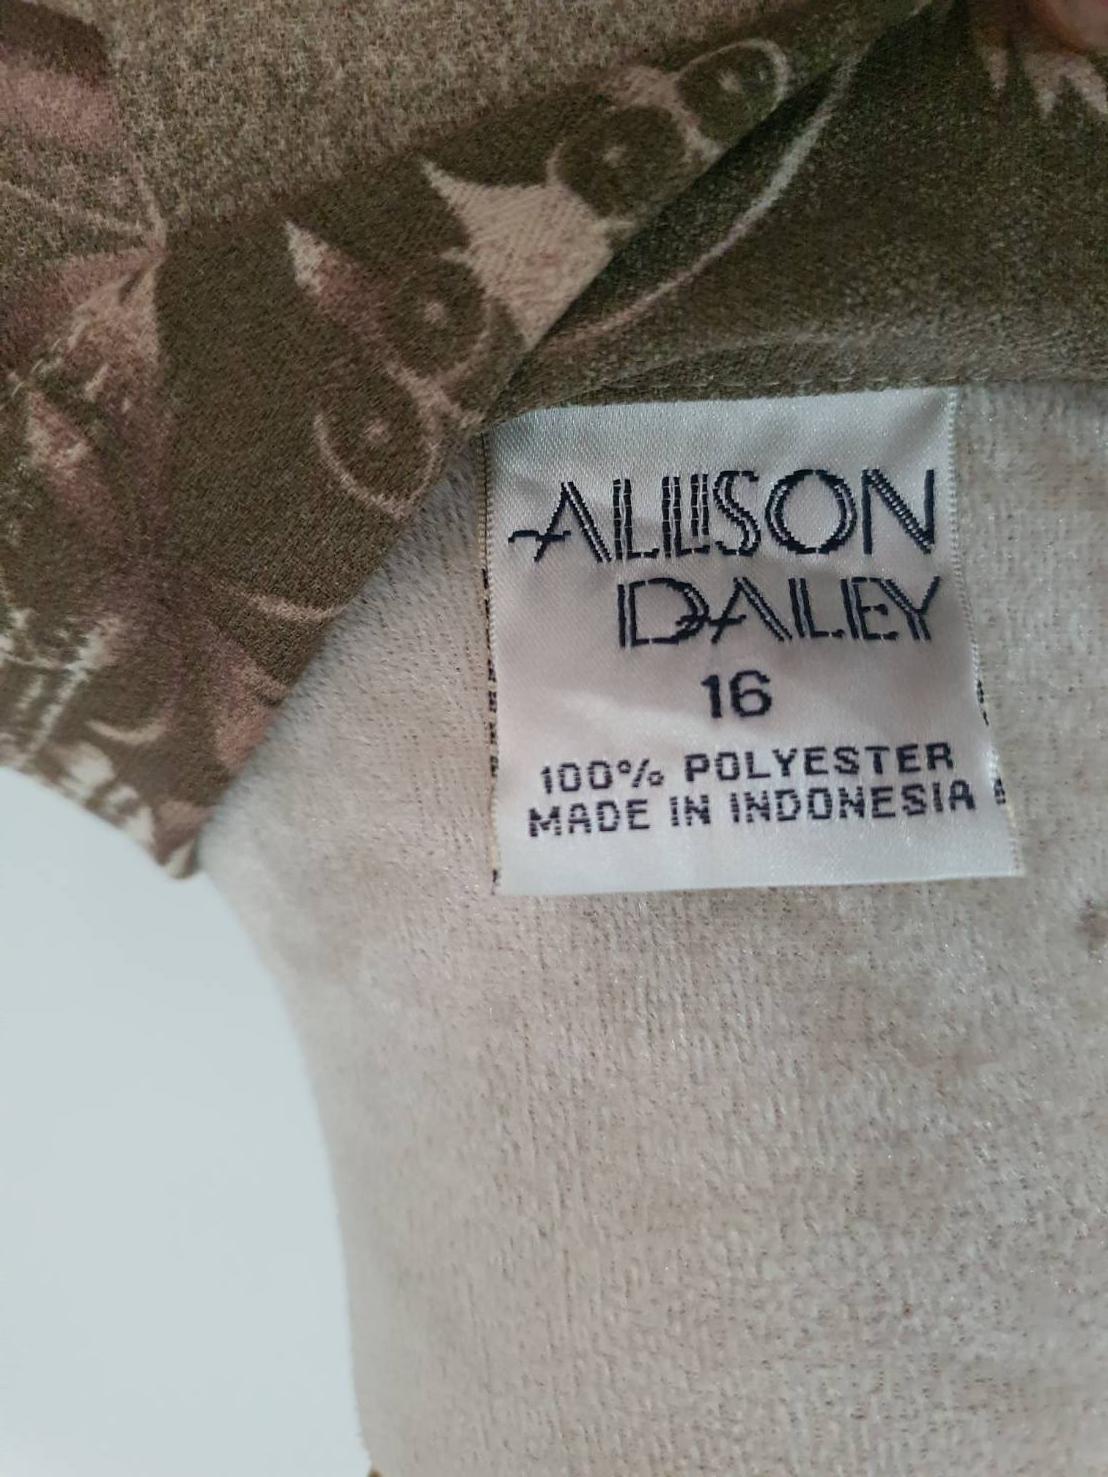 ALLISON
DALEY
16
100% POLYESTER
MADE IN INDONESIA